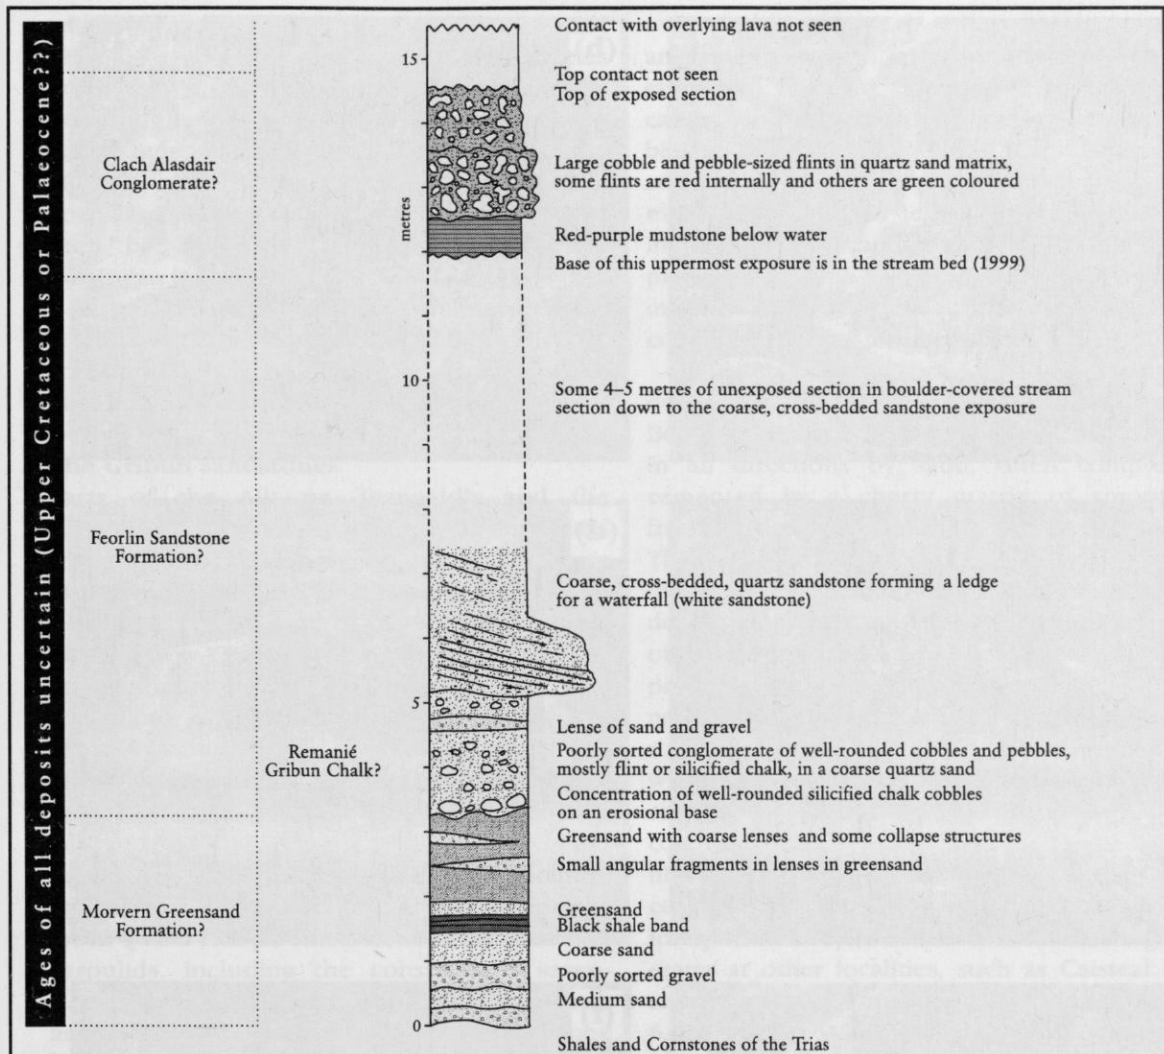 Ages of all deposits uncertain (Upper Cretaceous or Palaeocene??)
Clach Alasdair
Conglomerate?
Feorlin Sandstone
Formation?
Remanié
Gribun Chalk?
Morvern Greensand
Formation?
metres
15
10
5
0
Contact with overlying lava not seen
Top contact not seen
Top of exposed section
Large cobble and pebble-sized flints in quartz sand matrix,
some flints are red internally and others are green coloured
Red-purple mudstone below water
Base of this uppermost exposure is in the stream bed (1999)
Some 4–5 metres of unexposed section in boulder-covered stream
section down to the coarse, cross-bedded sandstone exposure
Coarse, cross-bedded, quartz sandstone forming a ledge
for a waterfall (white sandstone)
Lense of sand and gravel
Poorly sorted conglomerate of well-rounded cobbles and pebbles,
mostly flint or silicified chalk, in a coarse quartz sand
Concentration of well-rounded silicified chalk cobbles
on an erosional base
Greensand with coarse lenses and some collapse structures
Small angular fragments in lenses in greensand
Greensand
Black shale band
Coarse sand
Poorly sorted gravel
Medium sand
Shales and Cornstones of the Trias